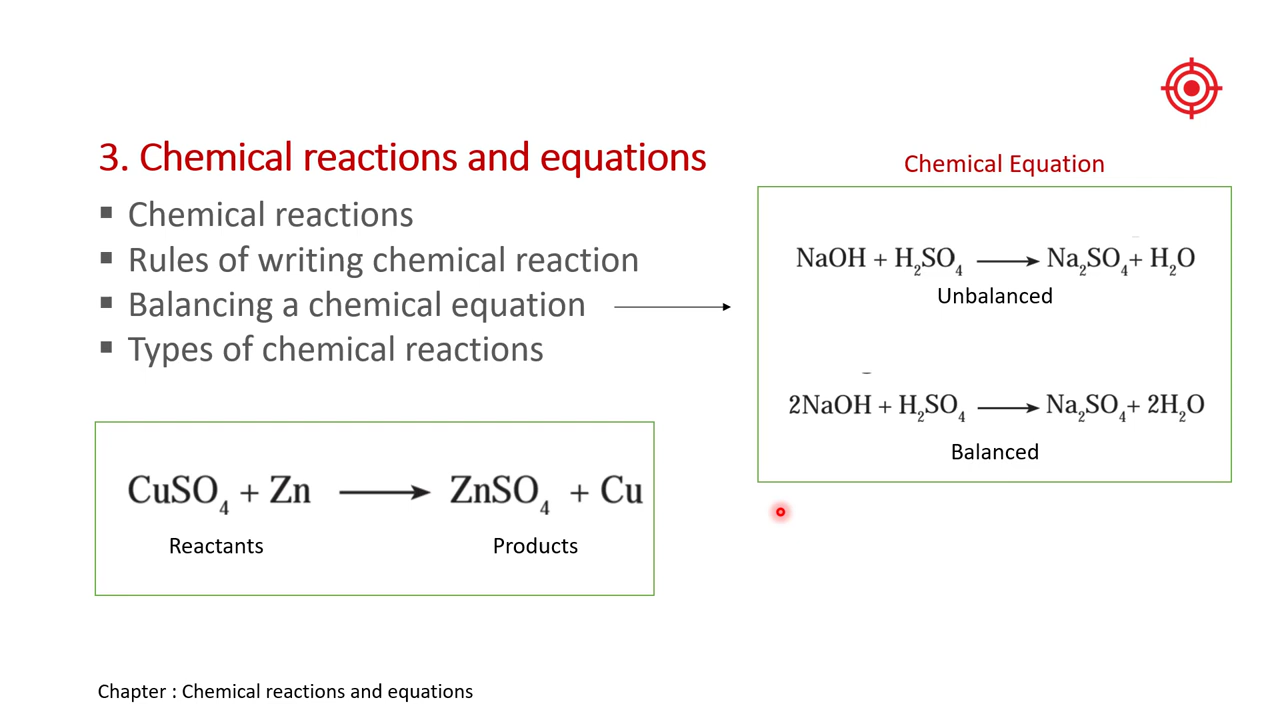 3. Chemical reactions and equations
▪ Chemical reactions
▪ Rules of writing chemical reaction
▪ Balancing a chemical equation
▪ Types of chemical reactions
CuSO₄ + Zn ⟶ ZnSO₄ + Cu
Reactants Products
Chemical Equation
NaOH + H₂SO₄ ⟶ Na₂SO₄+ H₂O
Unbalanced
2NaOH + H₂SO₄ ⟶ Na₂SO₄+ 2H₂O
Balanced
Chapter : Chemical reactions and equations